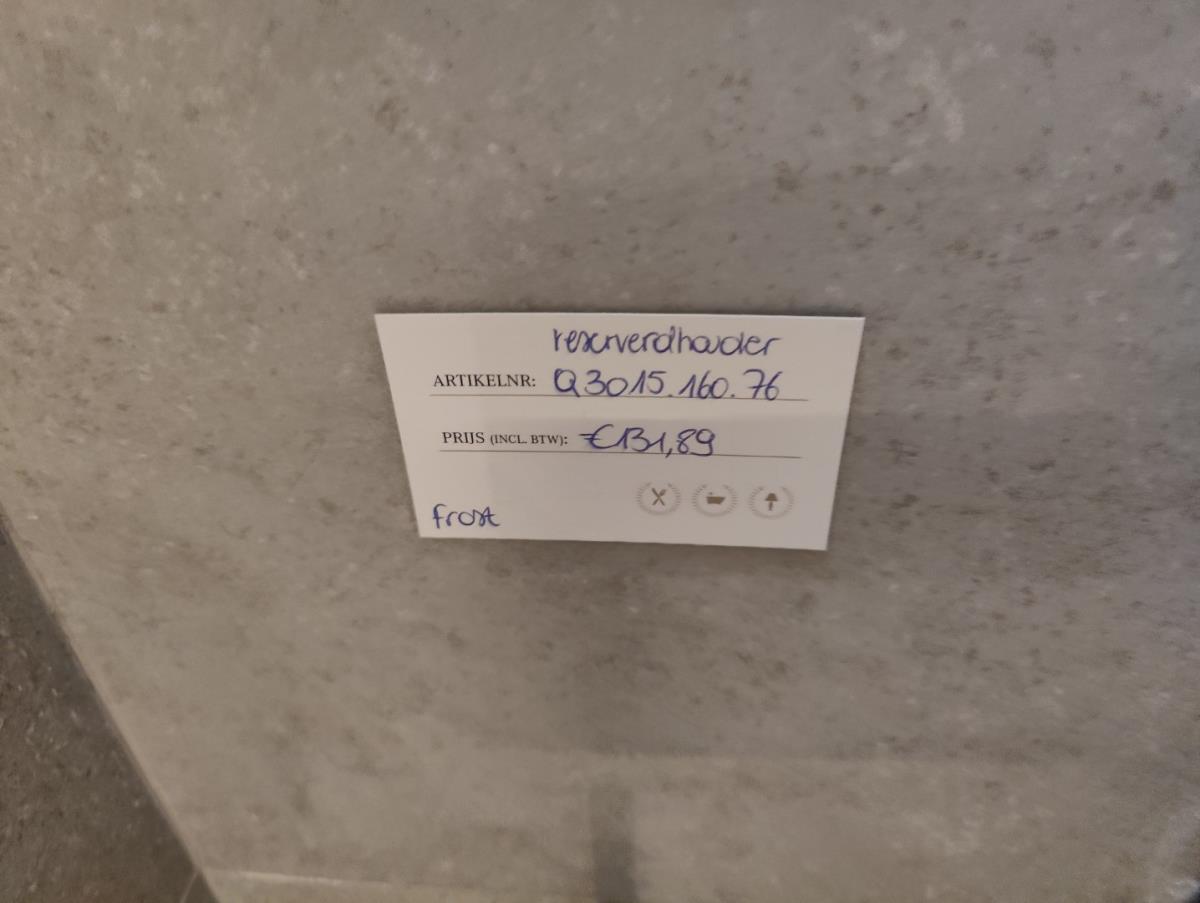 reserverolhouder
ARTIKELNR: Q3015.160.76
PRIJS (INCL. BTW): €131,89
frost